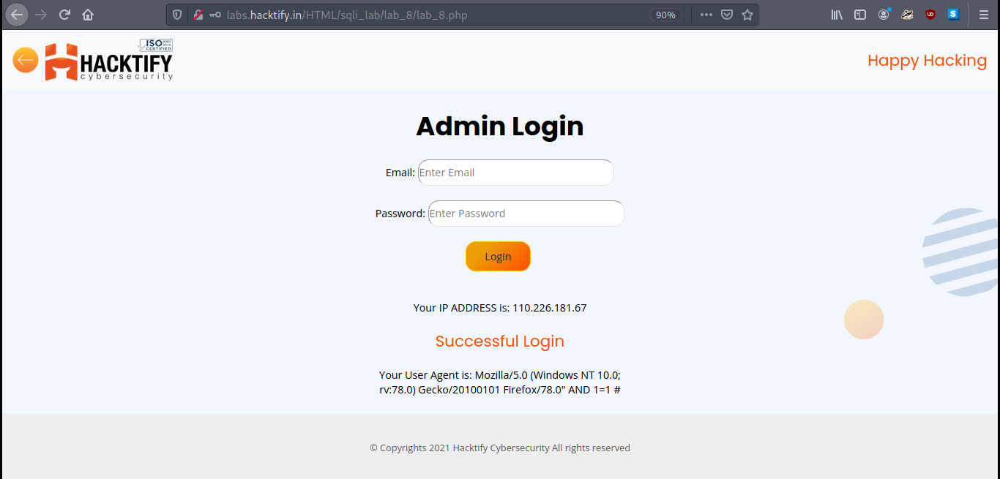 labs.hacktify.in/HTML/sqli_lab/lab_8/lab_8.php
90%
ISO 9001 2015
CERTIFIED
HACKTIFY
cybersecurity
Happy Hacking
Admin Login
Email: Enter Email
Password: Enter Password
Login
Your IP ADDRESS is: 110.226.181.67
Successful Login
Your User Agent is: Mozilla/5.0 (Windows NT 10.0;
rv:78.0) Gecko/20100101 Firefox/78.0" AND 1=1 #
© Copyrights 2021 Hacktify Cybersecurity All rights reserved